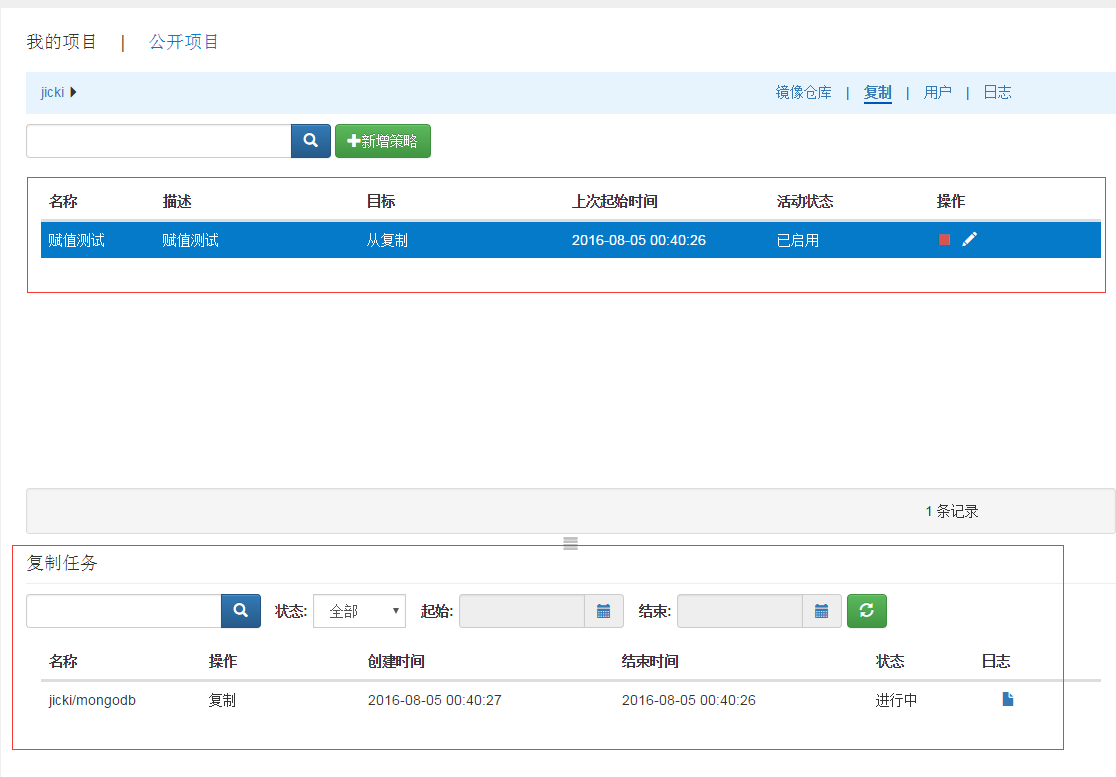 我的项目 | 公开项目
jicki 镜像仓库 | 复制 | 用户 | 日志
新增策略
名称 描述 目标 上次起始时间 活动状态 操作
赋值测试 赋值测试 从复制 2016-08-05 00:40:26 已启用
1 条记录
复制任务
状态: 全部 起始: 结束:
名称 操作 创建时间 结束时间 状态 日志
jicki/mongodb 复制 2016-08-05 00:40:27 2016-08-05 00:40:26 进行中